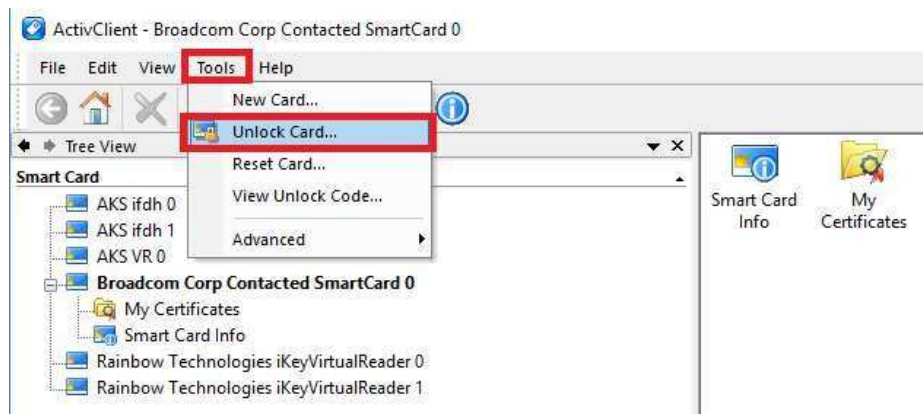 ActivClient - Broadcom Corp Contacted SmartCard 0
File Edit View Tools Help
New Card...
Unlock Card...
Reset Card...
View Unlock Code...
Advanced
Tree View
Smart Card
AKS ifdh 0
AKS ifdh 1
AKS VR 0
Broadcom Corp Contacted SmartCard 0
My Certificates
Smart Card Info
Rainbow Technologies iKeyVirtualReader 0
Rainbow Technologies iKeyVirtualReader 1
Smart Card
Info
My
Certificates